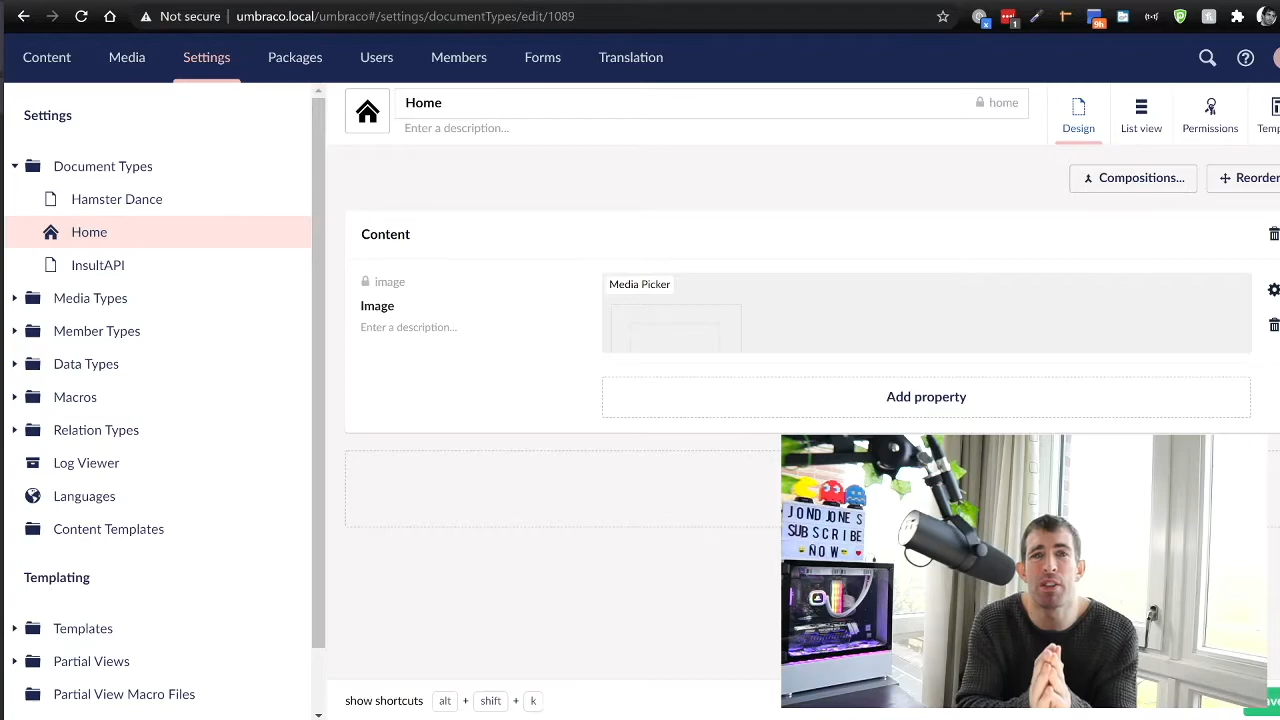 Not secure
umbraco.local/umbraco#/settings/documentTypes/edit/1089
Content
Media
Settings
Packages
Users
Members
Forms
Translation
Settings
Document Types
Hamster Dance
Home
InsultAPI
Media Types
Member Types
Data Types
Macros
Relation Types
Log Viewer
Languages
Content Templates
Templating
Templates
Partial Views
Partial View Macro Files
Home
home
Enter a description...
Design
List view
Permissions
Compositions...
Reorder
Content
image
Image
Enter a description...
Media Picker
Add property
JOND JONES
SUBSCRIBE
NOW
show shortcuts alt + shift + k
1
9h